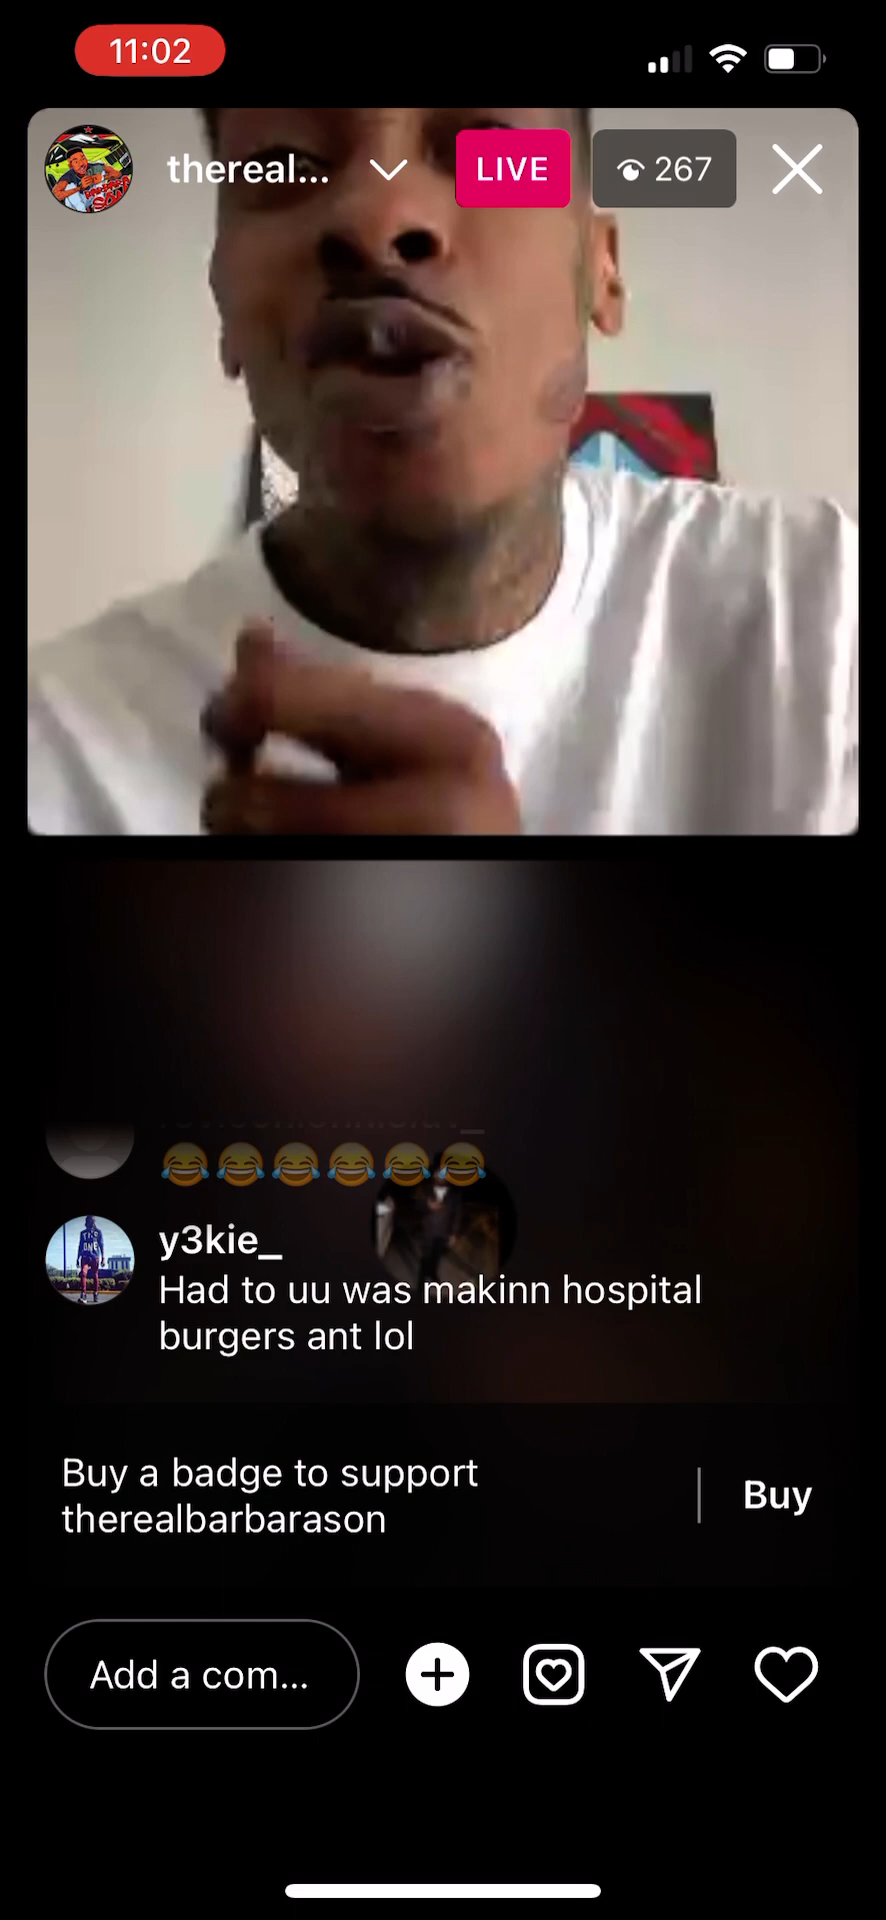 11:02
thereal...
LIVE
267
😂😂😂😂😂😂
y3kie_
Had to uu was makinn hospital
burgers ant lol
Buy a badge to support
therealbarbarason
Buy
Add a com...